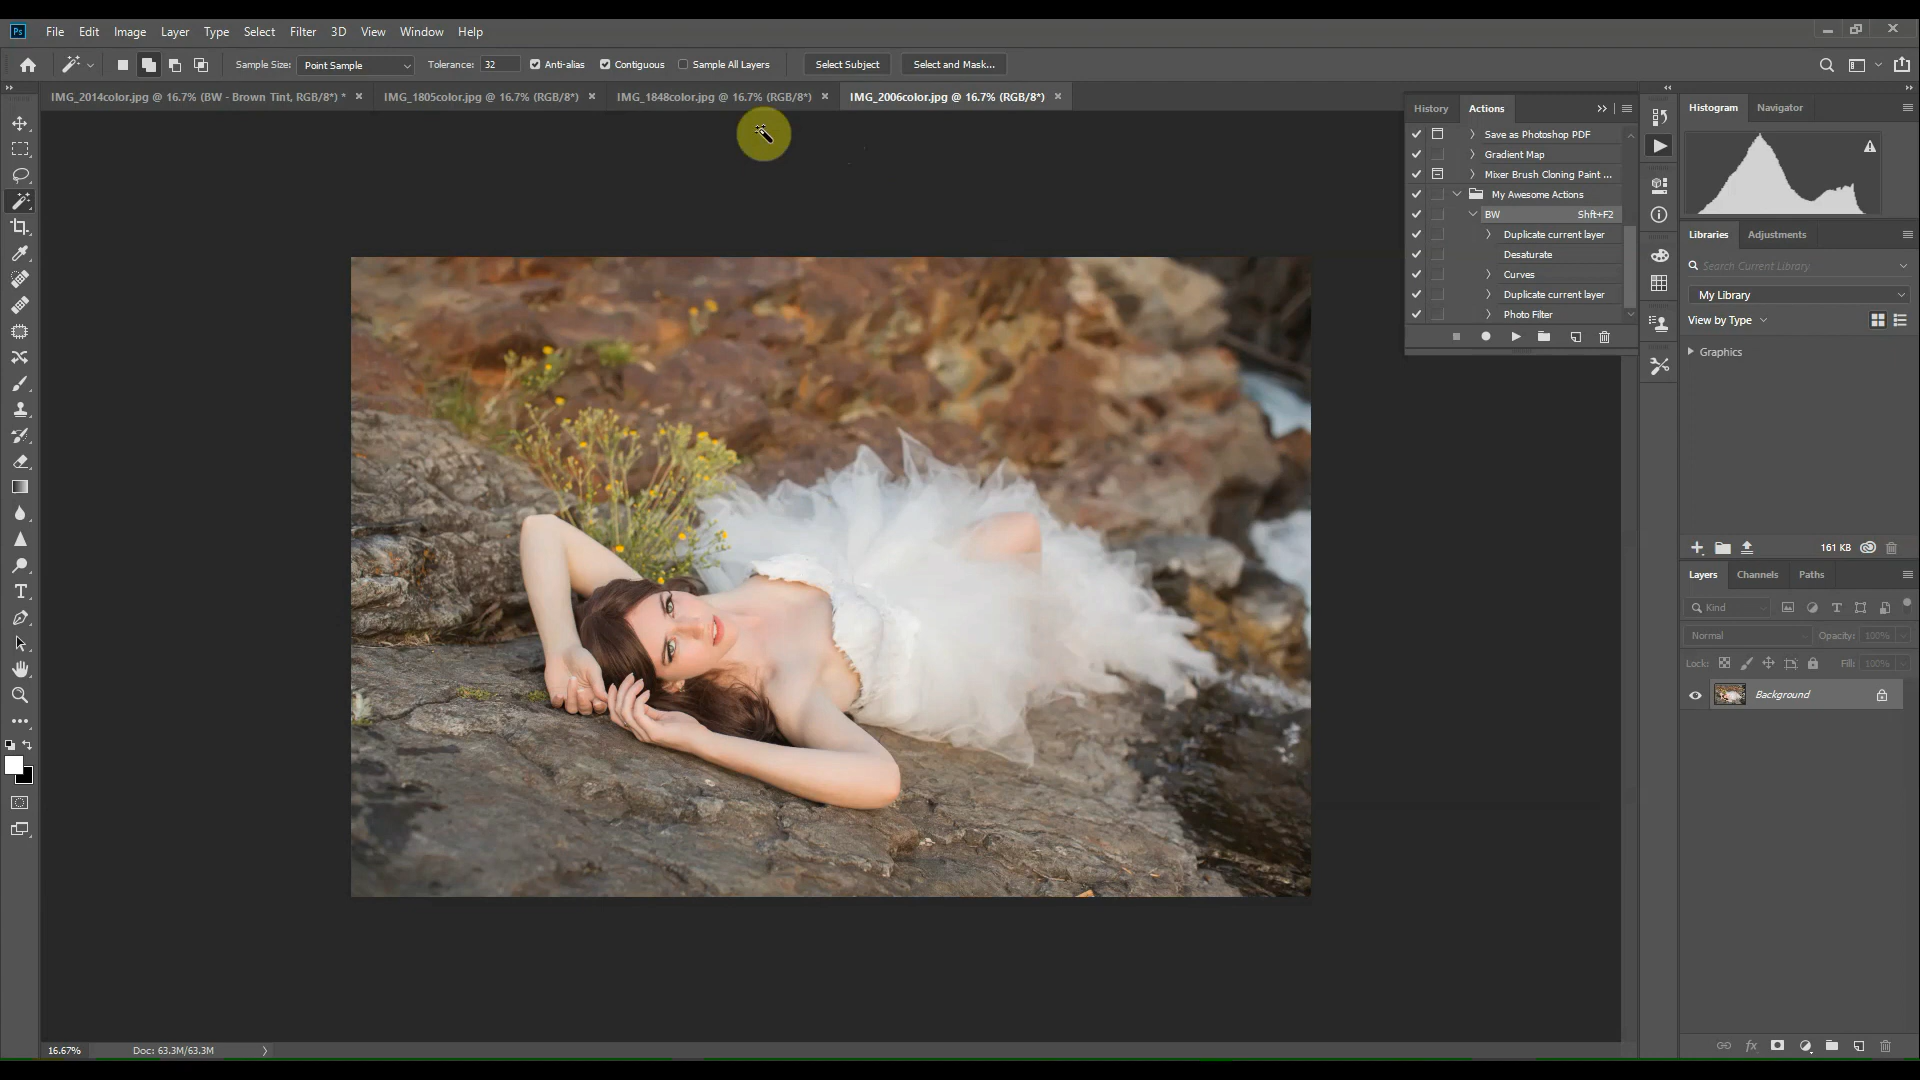 Ps File Edit Image Layer Type Select Filter 3D View Window Help
Sample Size: Point Sample Tolerance: 32 Anti-alias Contiguous Sample All Layers Select Subject Select and Mask...
IMG_2014color.jpg @ 16.7% (BW - Brown Tint, RGB/8*) * IMG_1805color.jpg @ 16.7% (RGB/8*) IMG_1848color.jpg @ 16.7% (RGB/8*) IMG_2006color.jpg @ 16.7% (RGB/8*)
History Actions
Save as Photoshop PDF
Gradient Map
Mixer Brush Cloning Paint ...
My Awesome Actions
BW Shft+F2
Duplicate current layer
Desaturate
Curves
Duplicate current layer
Photo Filter
Histogram Navigator
Libraries Adjustments
Search Current Library
My Library
View by Type
Graphics
161 KB
Layers Channels Paths
Kind
Normal Opacity: 100%
Lock: Fill: 100%
Background
fx
16.67% Doc: 63.3M/63.3M